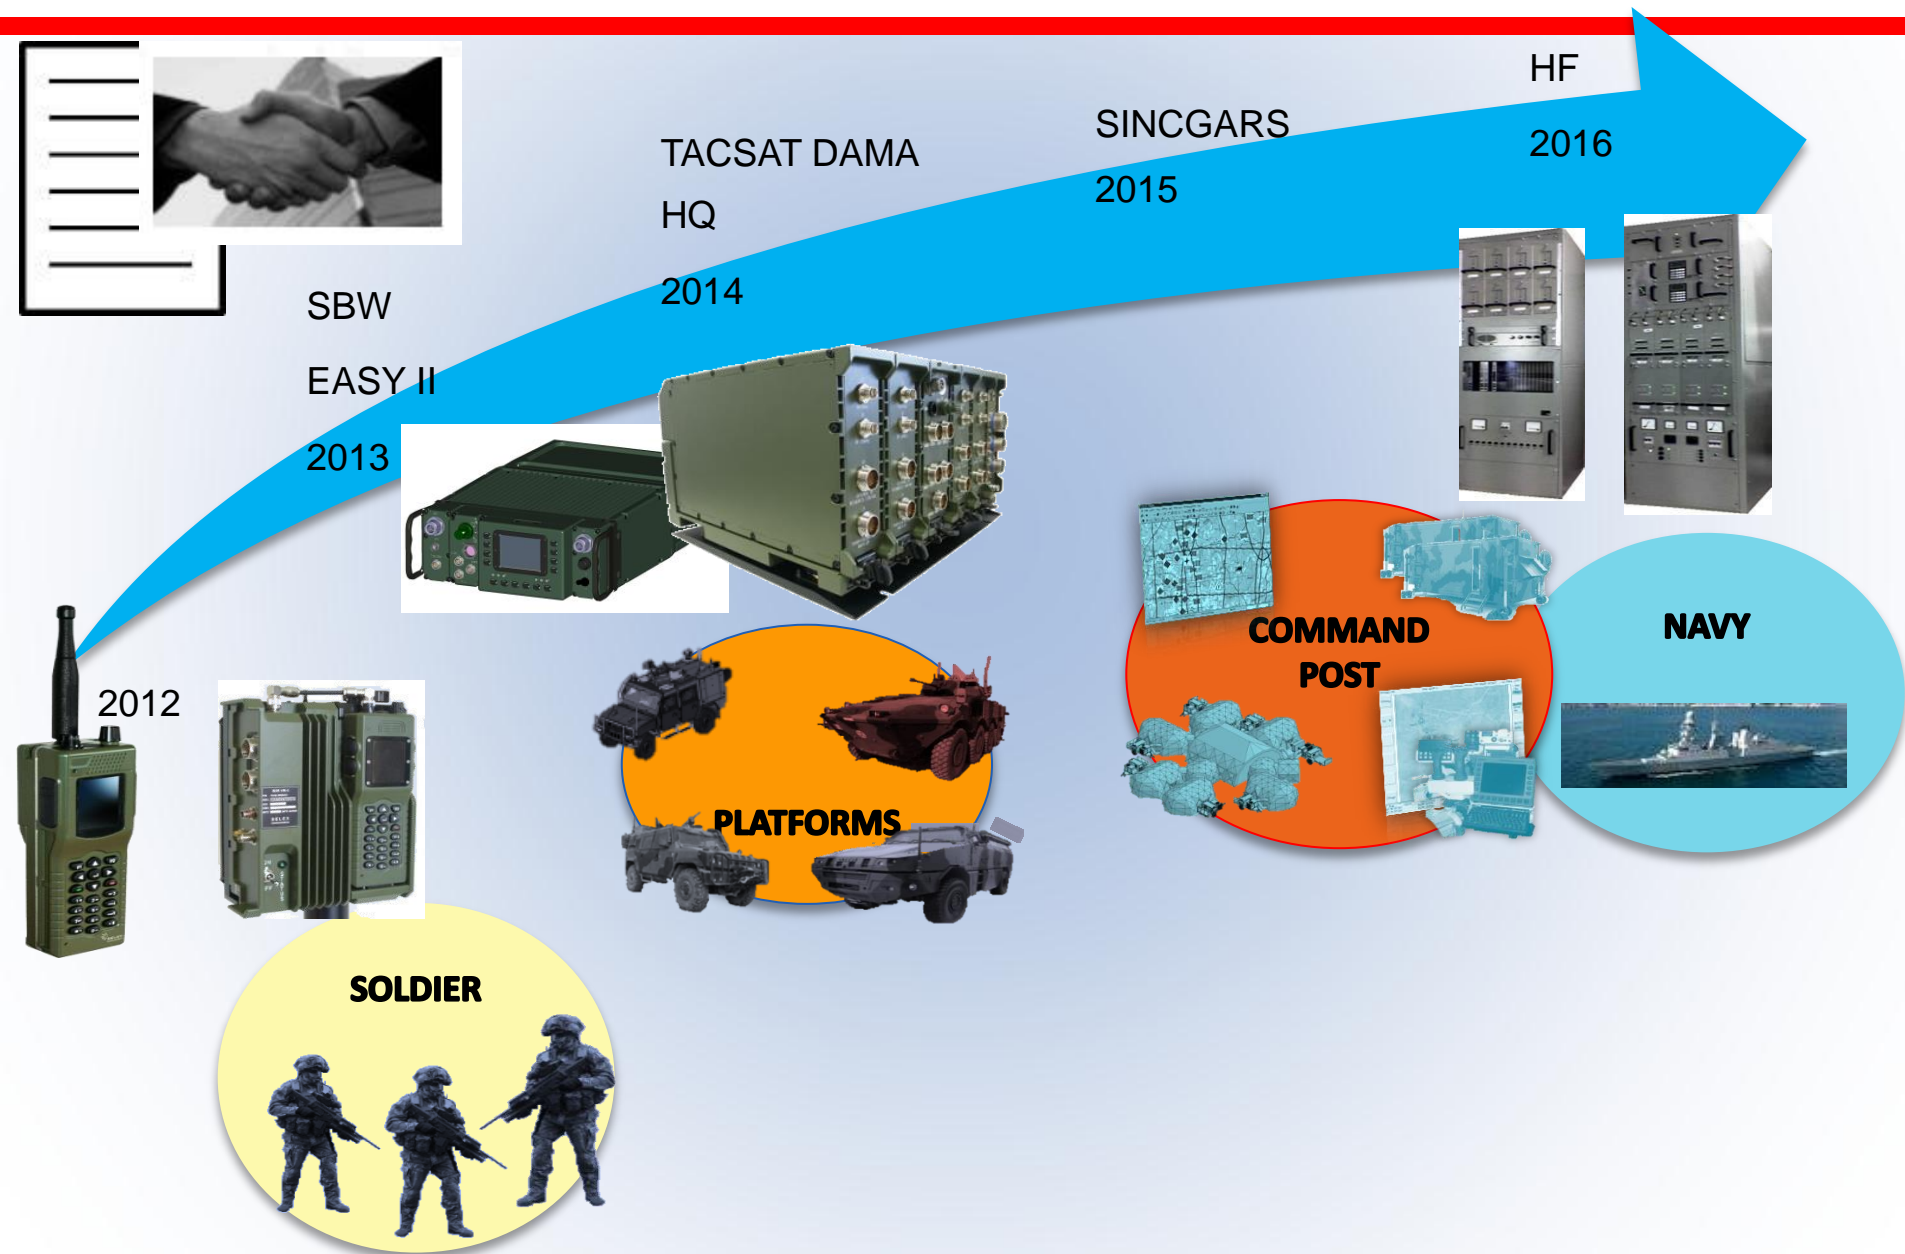 HF
2016
SINCGARS
2015
TACSAT DAMA
HQ
2014
SBW
EASY II
2013
2012
COMMAND
POST
NAVY
PLATFORMS
SOLDIER